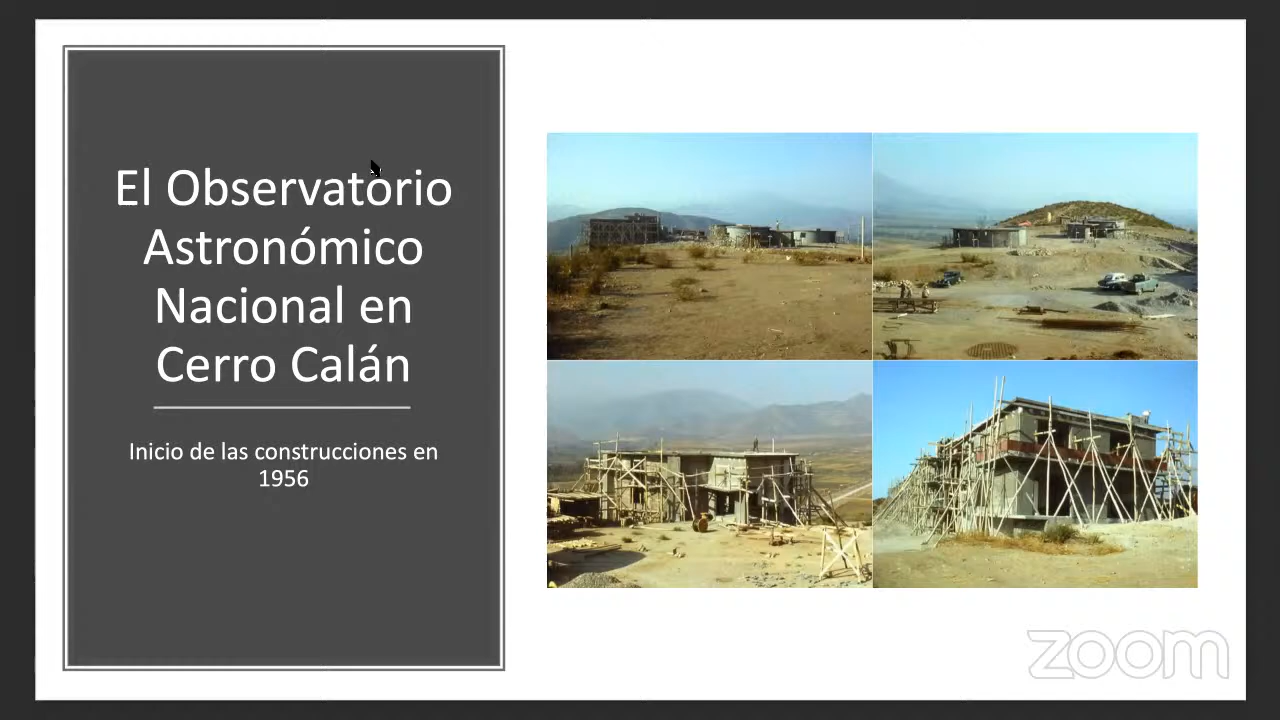 El Observatorio
Astronómico
Nacional en
Cerro Calán
Inicio de las construcciones en
1956
zoom